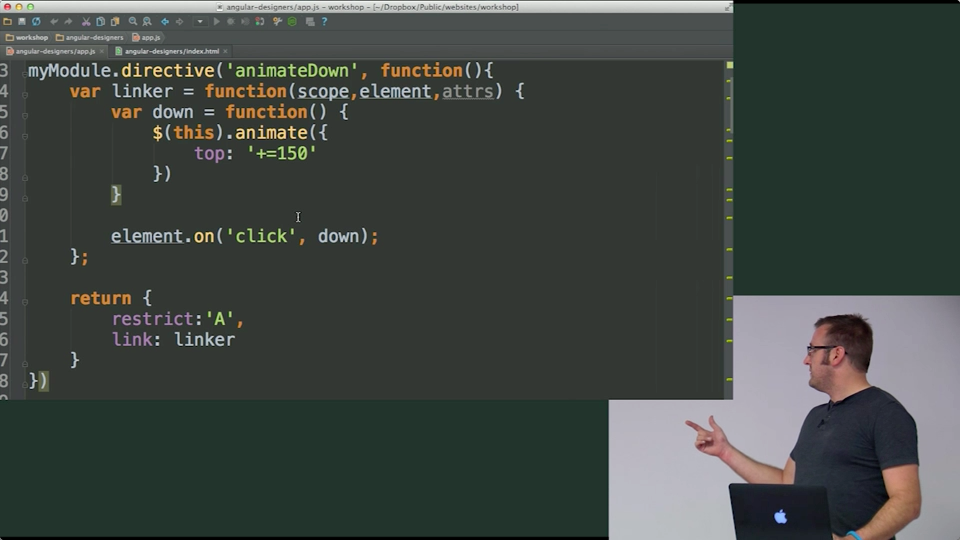 angular-designers/app.js - workshop - [~/Dropbox/Public/websites/workshop]
workshop angular-designers app.js
angular-designers/app.js angular-designers/index.html
3 myModule.directive('animateDown', function(){
4 var linker = function(scope,element,attrs) {
5 var down = function() {
6 $(this).animate({
7 top: '+=150'
8 })
9 }
0
1 element.on('click', down);
2 };
3
4 return {
5 restrict:'A',
6 link: linker
7 }
8 })